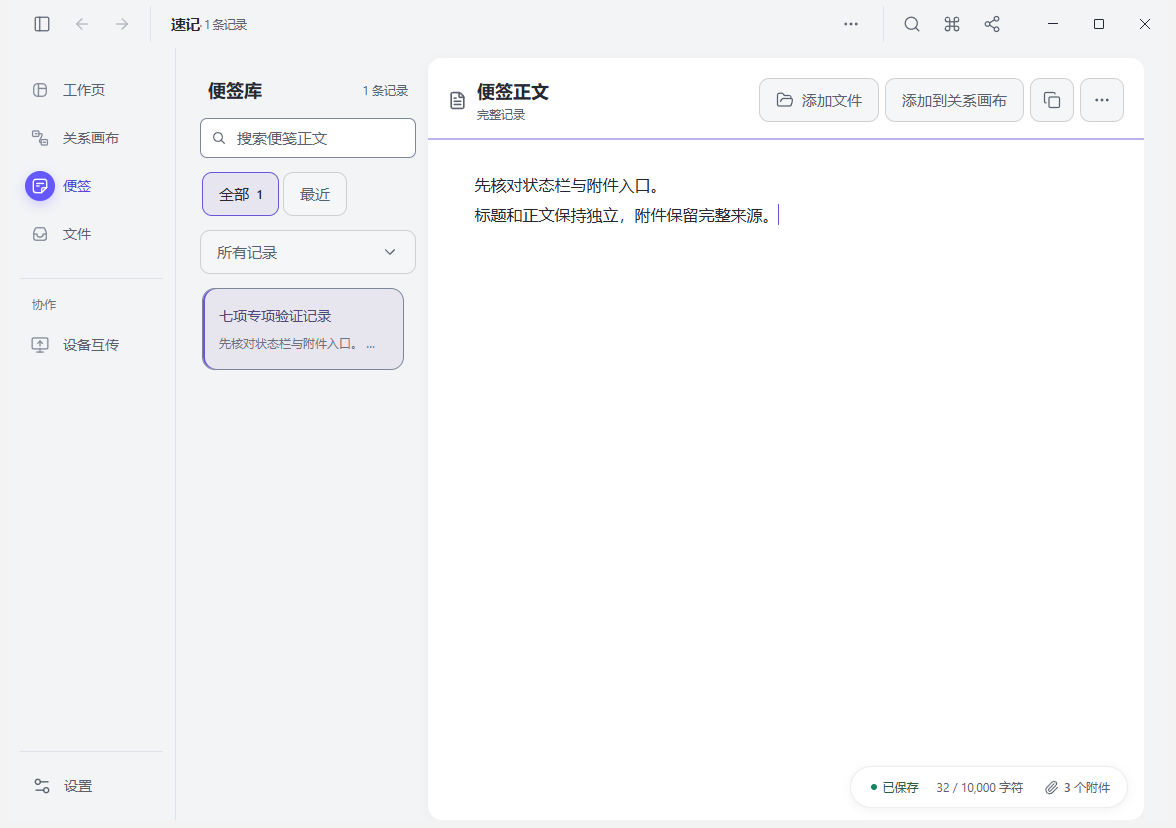 速记 1 条记录
工作页
关系画布
便签
文件
协作
设备互传
设置
便签库
1 条记录
搜索便笺正文
全部 1
最近
所有记录
七项专项验证记录
先核对状态栏与附件入口。 ...
便签正文
完整记录
添加文件
添加到关系画布
先核对状态栏与附件入口。
标题和正文保持独立，附件保留完整来源。
已保存
32 / 10,000 字符
3 个附件